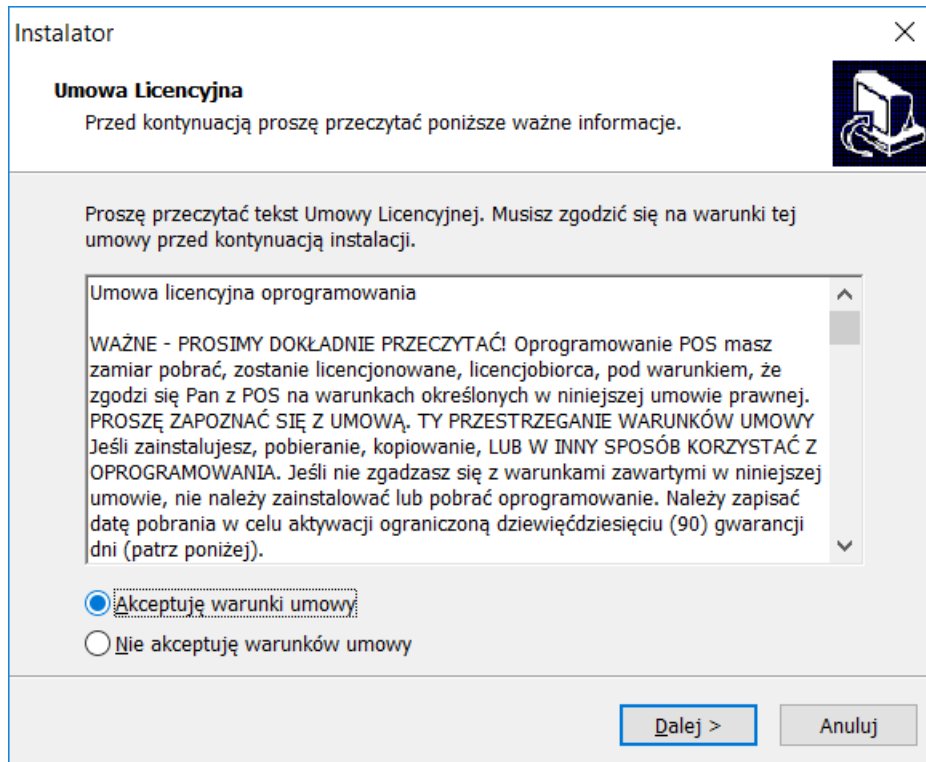 Instalator
Umowa Licencyjna
Przed kontynuacją proszę przeczytać poniższe ważne informacje.
Proszę przeczytać tekst Umowy Licencyjnej. Musisz zgodzić się na warunki tej
umowy przed kontynuacją instalacji.
Umowa licencyjna oprogramowania
WAŻNE - PROSIMY DOKŁADNIE PRZECZYTAĆ! Oprogramowanie POS masz
zamiar pobrać, zostanie licencjonowane, licencjobiorca, pod warunkiem, że
zgodzi się Pan z POS na warunkach określonych w niniejszej umowie prawnej.
PROSZĘ ZAPOZNAĆ SIĘ Z UMOWĄ. TY PRZESTRZEGANIE WARUNKÓW UMOWY
Jeśli zainstalujesz, pobieranie, kopiowanie, LUB W INNY SPOSÓB KORZYSTAĆ Z
OPROGRAMOWANIA. Jeśli nie zgadzasz się z warunkami zawartymi w niniejszej
umowie, nie należy zainstalować lub pobrać oprogramowanie. Należy zapisać
datę pobrania w celu aktywacji ograniczoną dziewięćdziesięciu (90) gwarancji
dni (patrz poniżej).
Akceptuję warunki umowy
Nie akceptuję warunków umowy
Dalej >
Anuluj